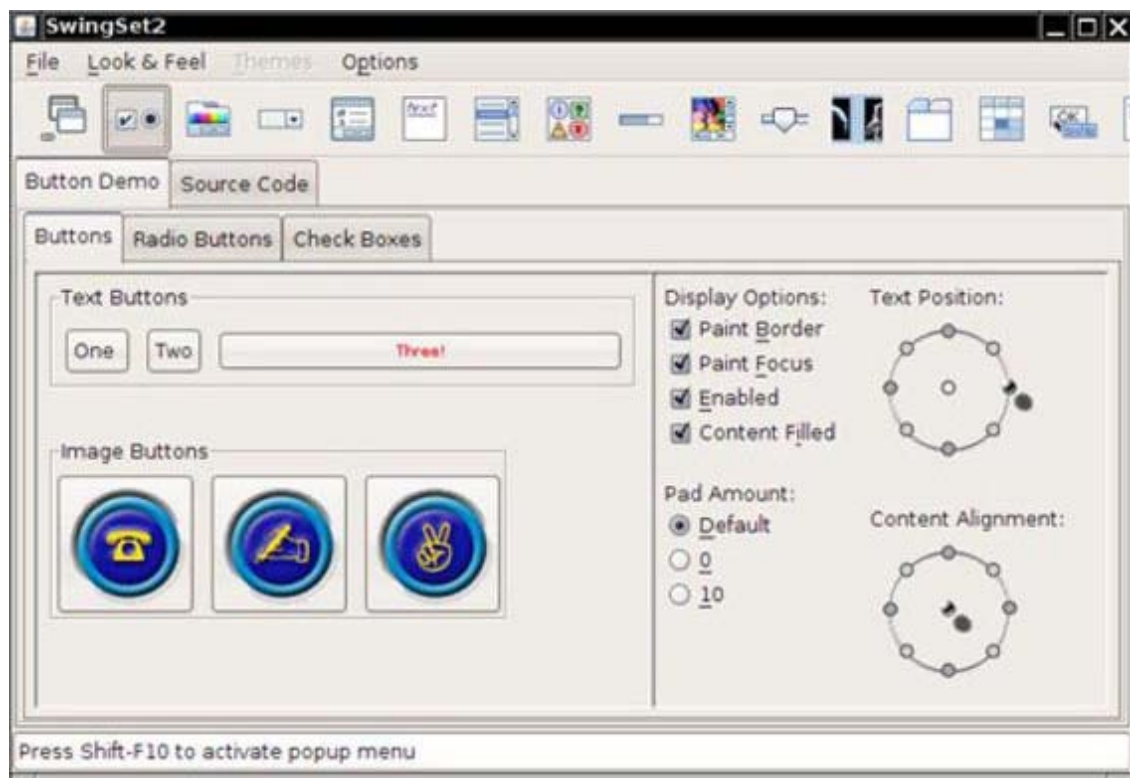 SwingSet2
File Look & Feel Themes Options
text
OK
Button Demo Source Code
Buttons Radio Buttons Check Boxes
Text Buttons
One Two Three!
Image Buttons
Display Options:
Paint Border
Paint Focus
Enabled
Content Filled
Pad Amount:
Default
0
10
Text Position:
Content Alignment:
Press Shift-F10 to activate popup menu